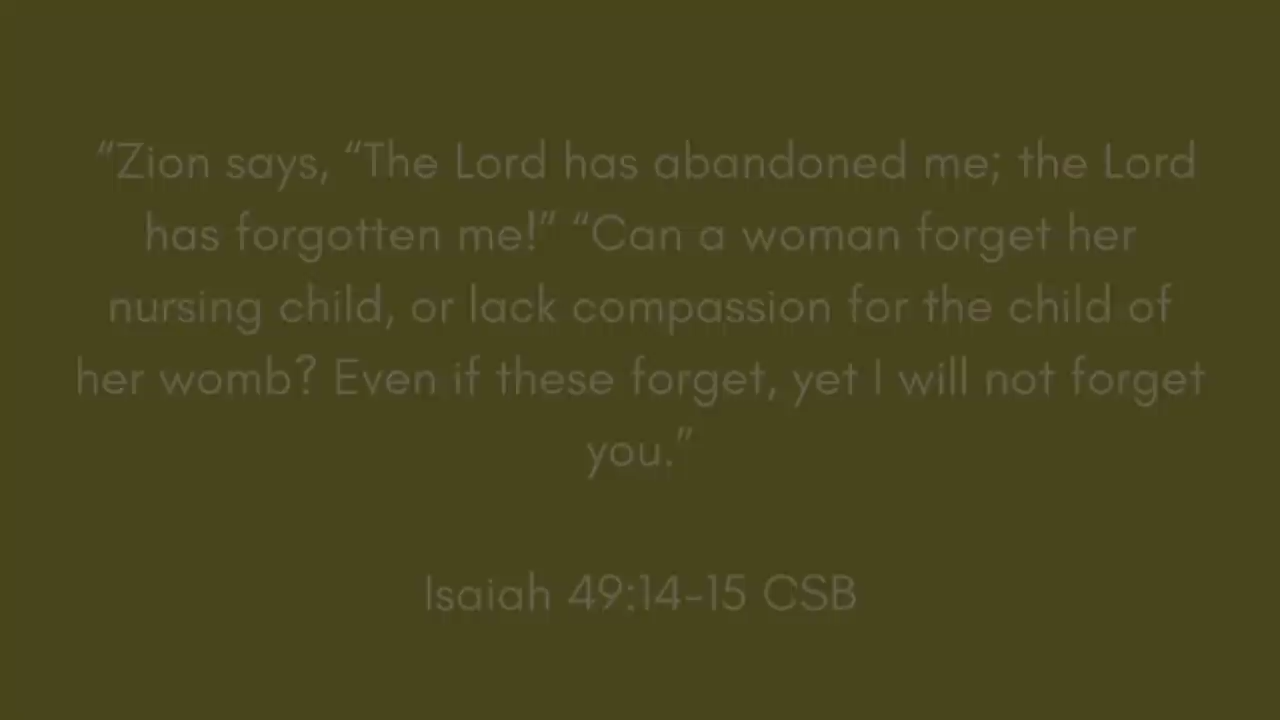 “Zion says, “The Lord has abandoned me; the Lord
has forgotten me!” “Can a woman forget her
nursing child, or lack compassion for the child of
her womb? Even if these forget, yet I will not forget
you.”
Isaiah 49:14-15 CSB